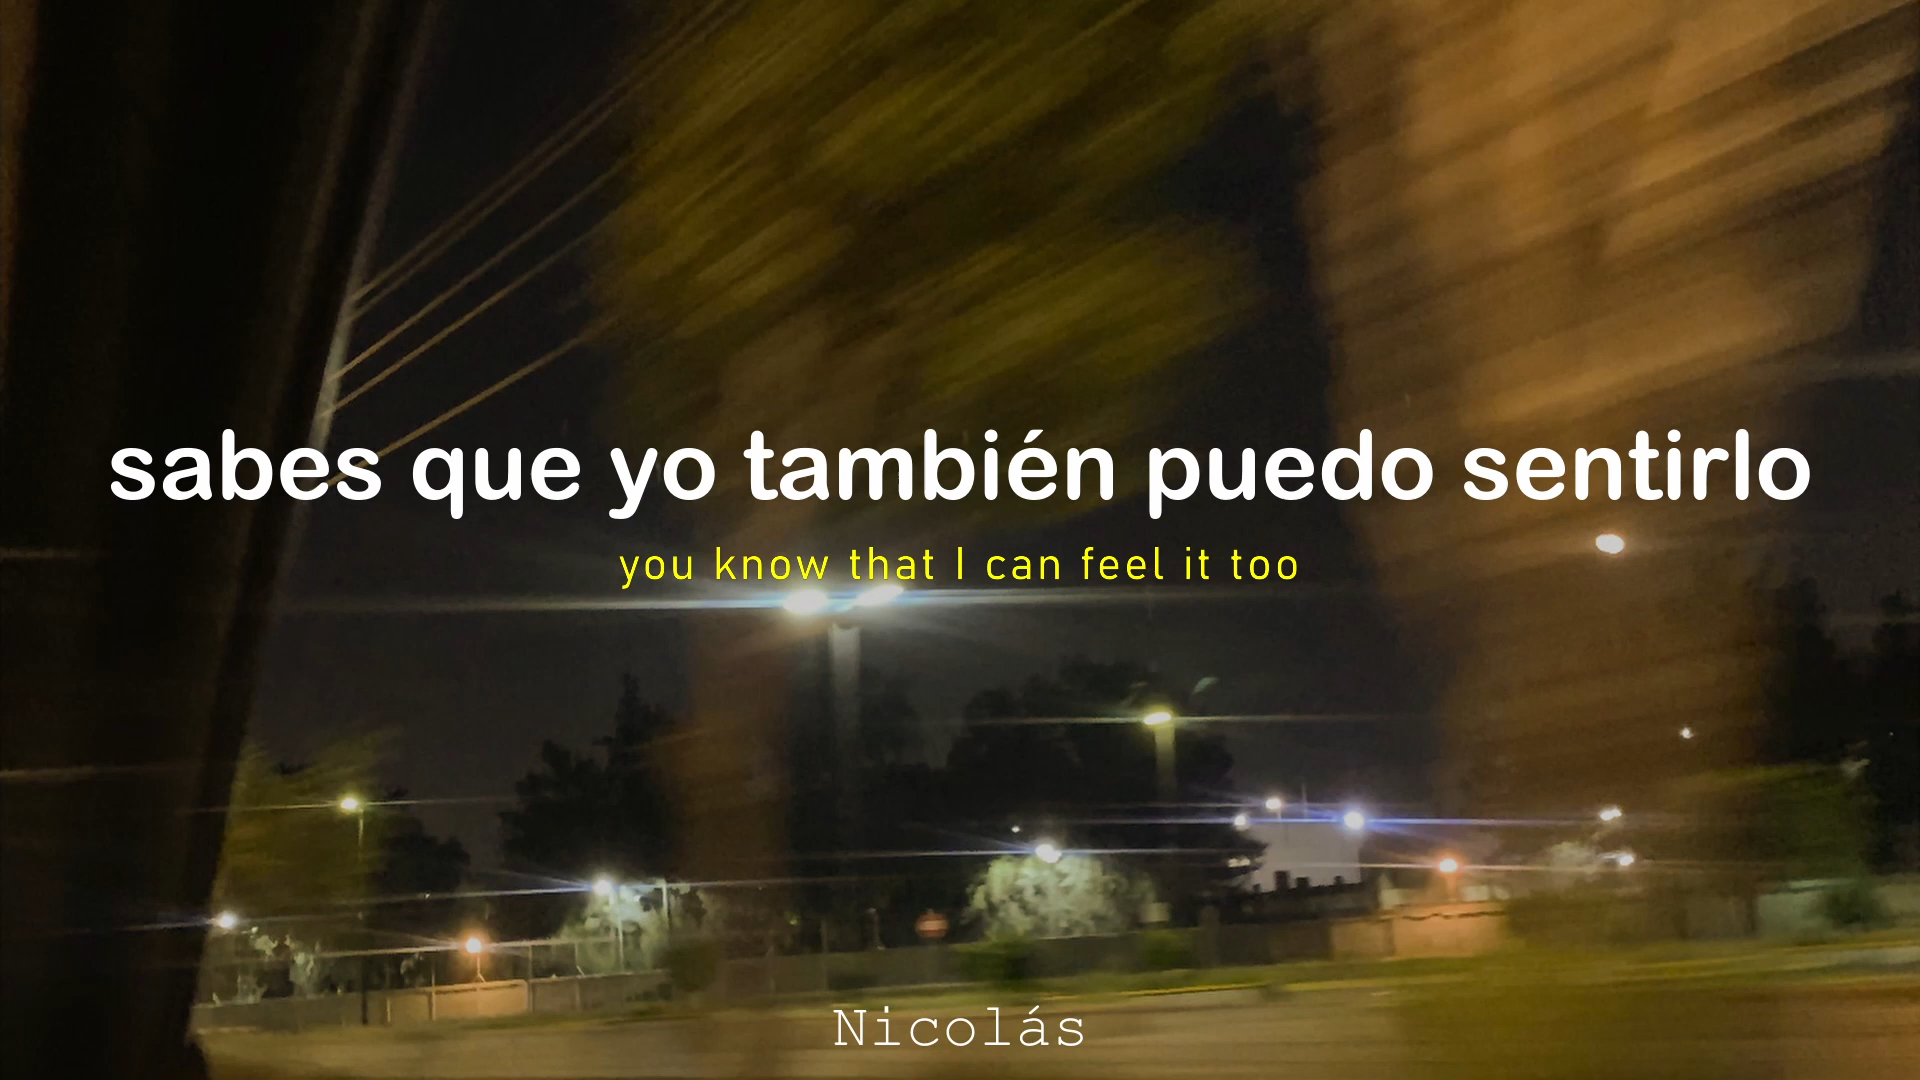 sabes que yo también puedo sentirlo
you know that I can feel it too
Nicolás